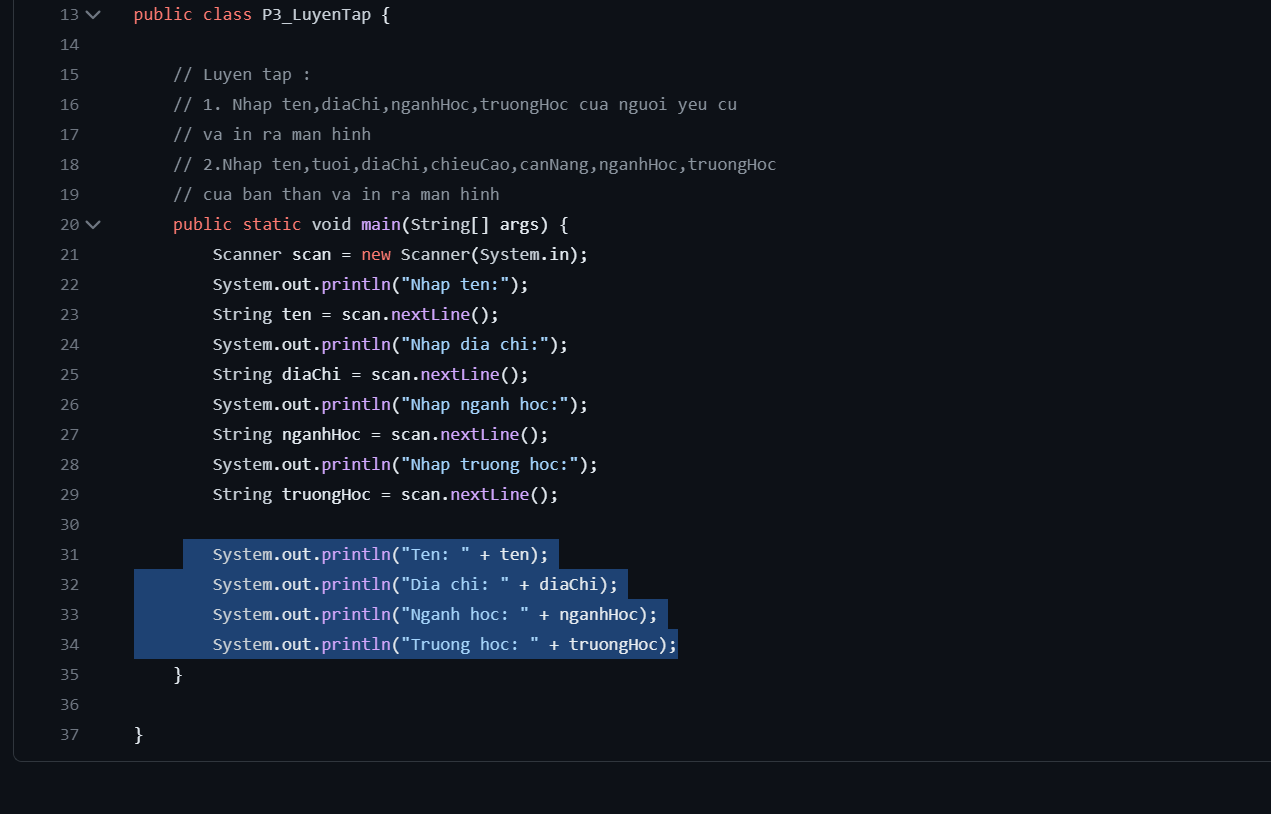 13 public class P3_LuyenTap {
14
15 // Luyen tap :
16 // 1. Nhap ten,diaChi,nganhHoc,truongHoc cua nguoi yeu cu
17 // va in ra man hinh
18 // 2.Nhap ten,tuoi,diaChi,chieuCao,canNang,nganhHoc,truongHoc
19 // cua ban than va in ra man hinh
20 public static void main(String[] args) {
21 Scanner scan = new Scanner(System.in);
22 System.out.println("Nhap ten:");
23 String ten = scan.nextLine();
24 System.out.println("Nhap dia chi:");
25 String diaChi = scan.nextLine();
26 System.out.println("Nhap nganh hoc:");
27 String nganhHoc = scan.nextLine();
28 System.out.println("Nhap truong hoc:");
29 String truongHoc = scan.nextLine();
30
31 System.out.println("Ten: " + ten);
32 System.out.println("Dia chi: " + diaChi);
33 System.out.println("Nganh hoc: " + nganhHoc);
34 System.out.println("Truong hoc: " + truongHoc);
35 }
36
37 }